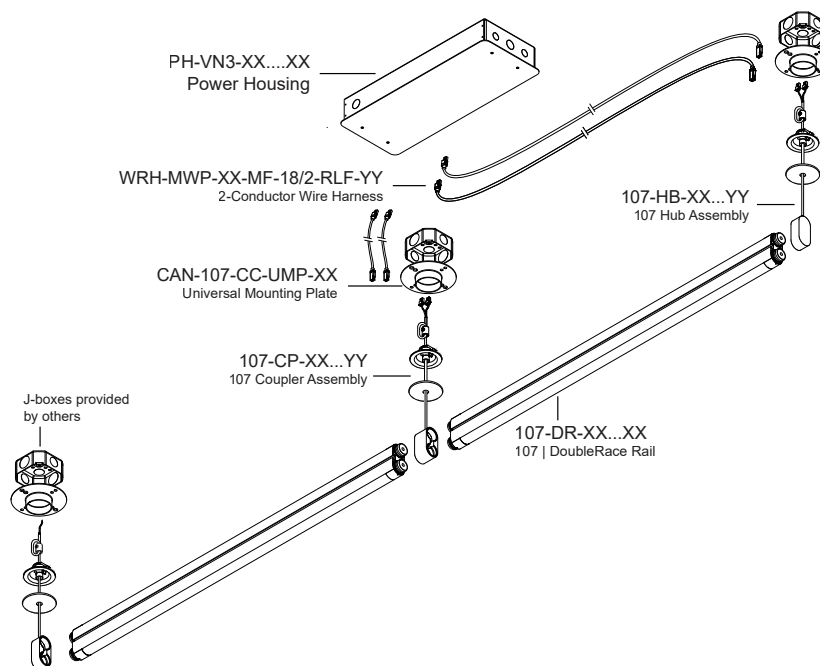 PH-VN3-XX....XX
Power Housing
WRH-MWP-XX-MF-18/2-RLF-YY
2-Conductor Wire Harness
107-HB-XX...YY
107 Hub Assembly
CAN-107-CC-UMP-XX
Universal Mounting Plate
107-CP-XX...YY
107 Coupler Assembly
J-boxes provided
by others
107-DR-XX...XX
107 | DoubleRace Rail